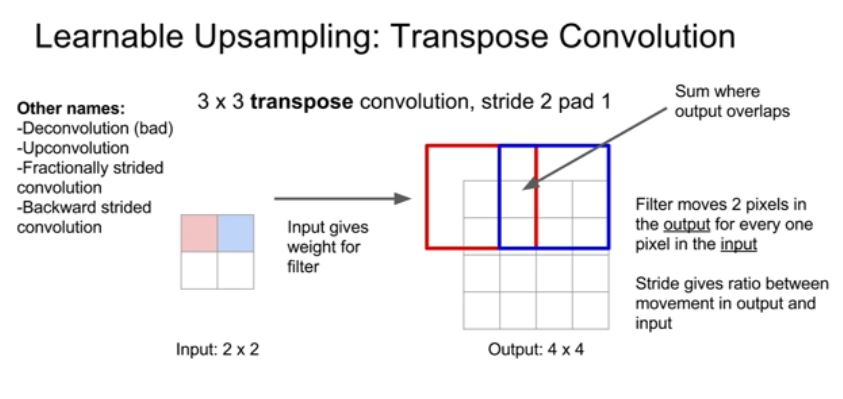 Learnable Upsampling: Transpose Convolution
Other names:
-Deconvolution (bad)
-Upconvolution
-Fractionally strided
convolution
-Backward strided
convolution
3 x 3 transpose convolution, stride 2 pad 1
Sum where
output overlaps
Input gives
weight for
filter
Filter moves 2 pixels in
the output for every one
pixel in the input
Stride gives ratio between
movement in output and
input
Input: 2 x 2
Output: 4 x 4